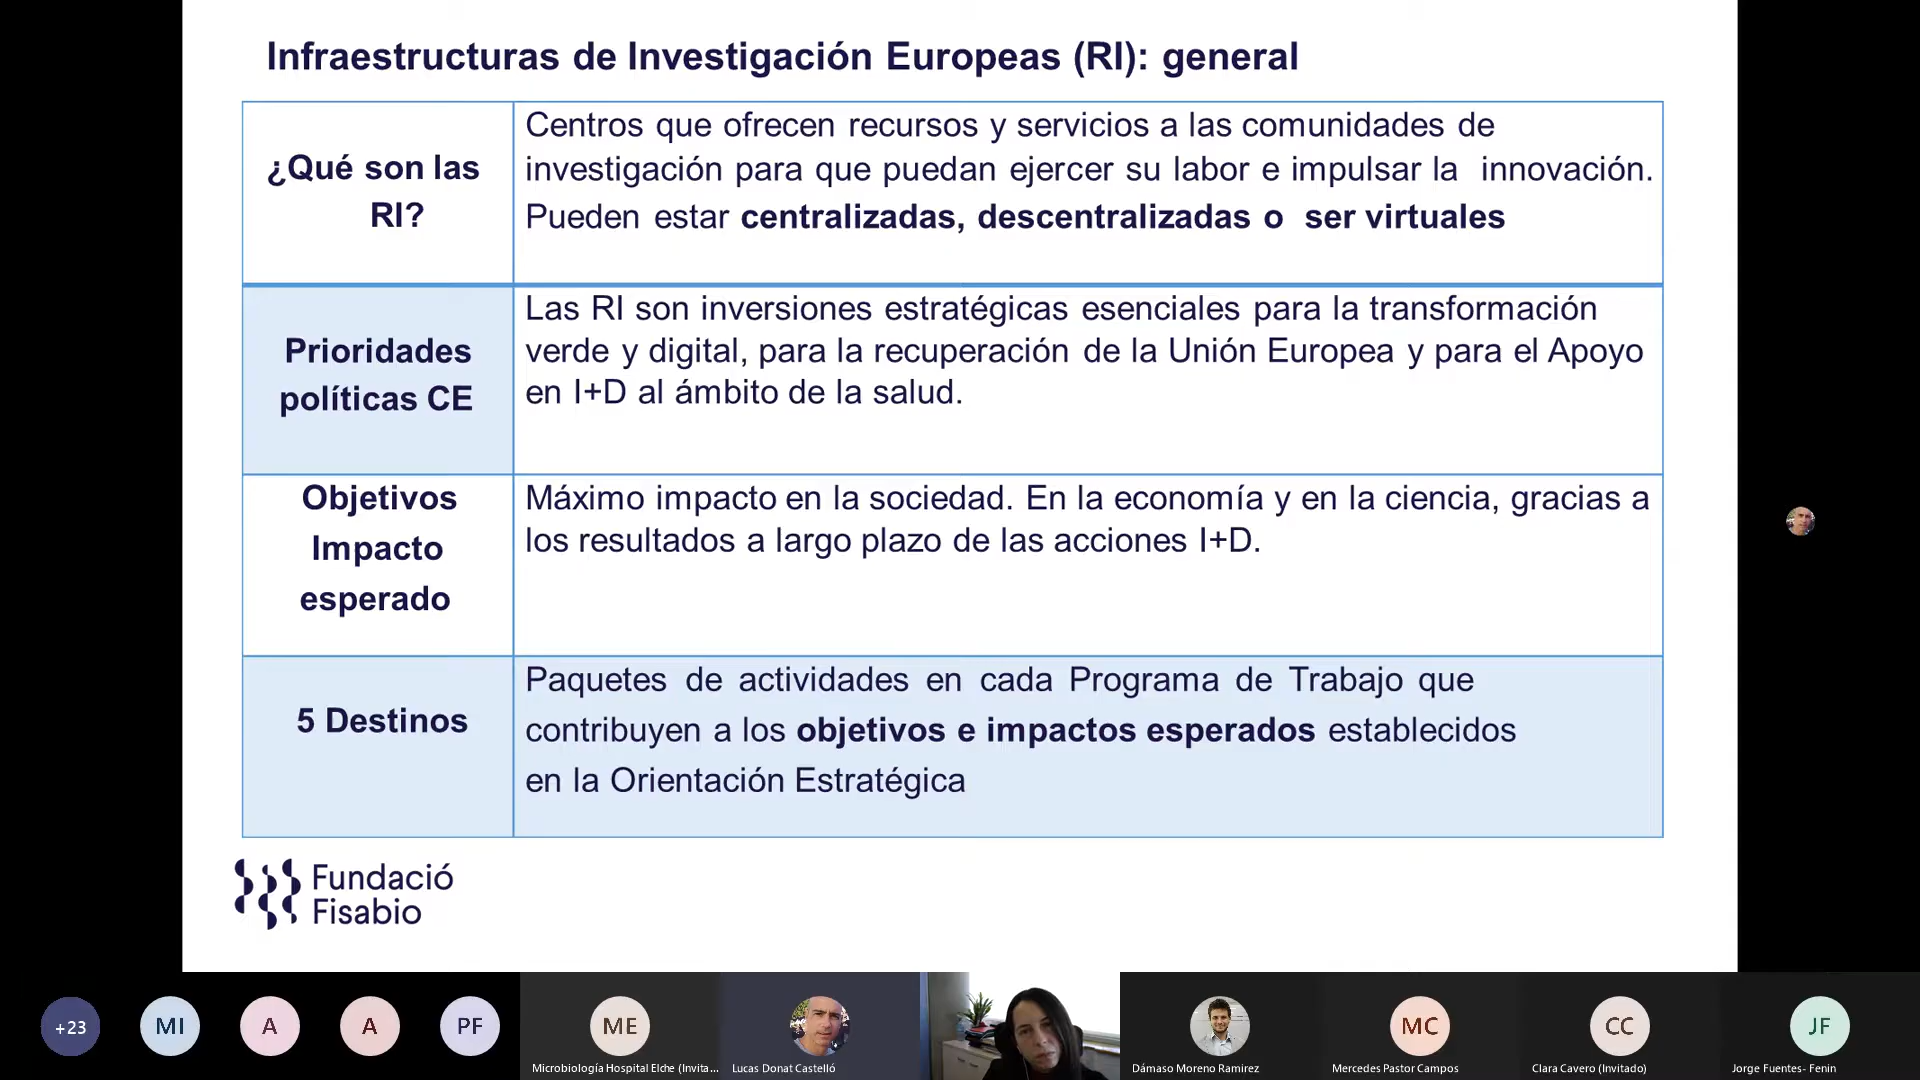 Infraestructuras de Investigación Europeas (RI): general
¿Qué son las
RI?
Centros que ofrecen recursos y servicios a las comunidades de
investigación para que puedan ejercer su labor e impulsar la innovación.
Pueden estar centralizadas, descentralizadas o ser virtuales
Prioridades
políticas CE
Las RI son inversiones estratégicas esenciales para la transformación
verde y digital, para la recuperación de la Unión Europea y para el Apoyo
en I+D al ámbito de la salud.
Objetivos
Impacto
esperado
Máximo impacto en la sociedad. En la economía y en la ciencia, gracias a
los resultados a largo plazo de las acciones I+D.
5 Destinos
Paquetes de actividades en cada Programa de Trabajo que
contribuyen a los objetivos e impactos esperados establecidos
en la Orientación Estratégica
Fundació
Fisabio
+23
MI
A
A
PF
ME
MC
CC
JF
Microbiología Hospital Elche (Invita...
Lucas Donat Castelló
Dámaso Moreno Ramirez
Mercedes Pastor Campos
Clara Cavero (Invitado)
Jorge Fuentes- Fenin